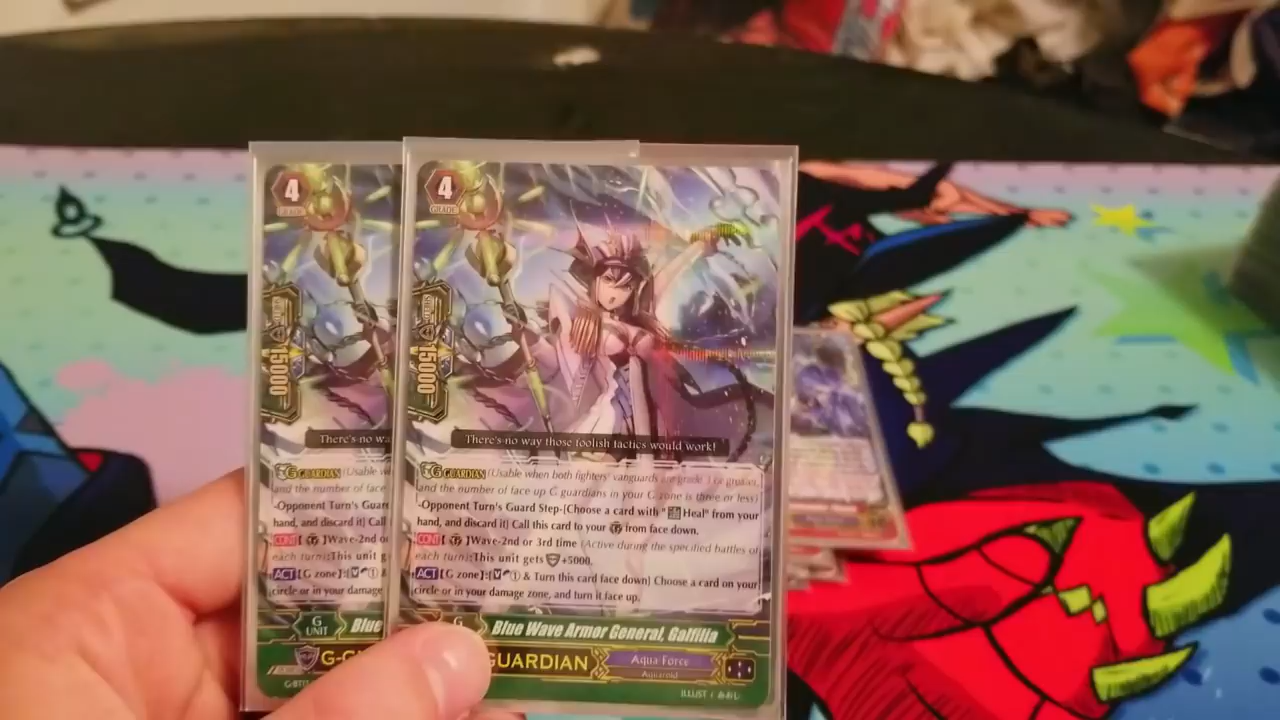 4
GRADE
15000
There's no wa
G GUARDIAN (Usable w
and the number of face
-Opponent Turn's Guar
hand, and discard it] Call
CONT [ ]Wave-2nd or
each turn):This unit g
ACT [G zone]:[
circle or in your damage
G
UNIT
Blue
4
GRADE
15000
There's no way those foolish tactics would work!
G GUARDIAN (Usable when both fighters' vanguards are grade 3 or greater,
and the number of face up G guardians in your G zone is three or less)
-Opponent Turn's Guard Step-[Choose a card with "Heal" from your
hand, and discard it] Call this card to your from face down.
CONT [ ]Wave-2nd or 3rd time (Active during the specified battles of
each turn):This unit gets +5000.
ACT [G zone]:[ 1 & Turn this card face down] Choose a card on your
circle or in your damage zone, and turn it face up.
Blue Wave Armor General, Galfilia
GUARDIAN
Aqua Force
Aquaroid